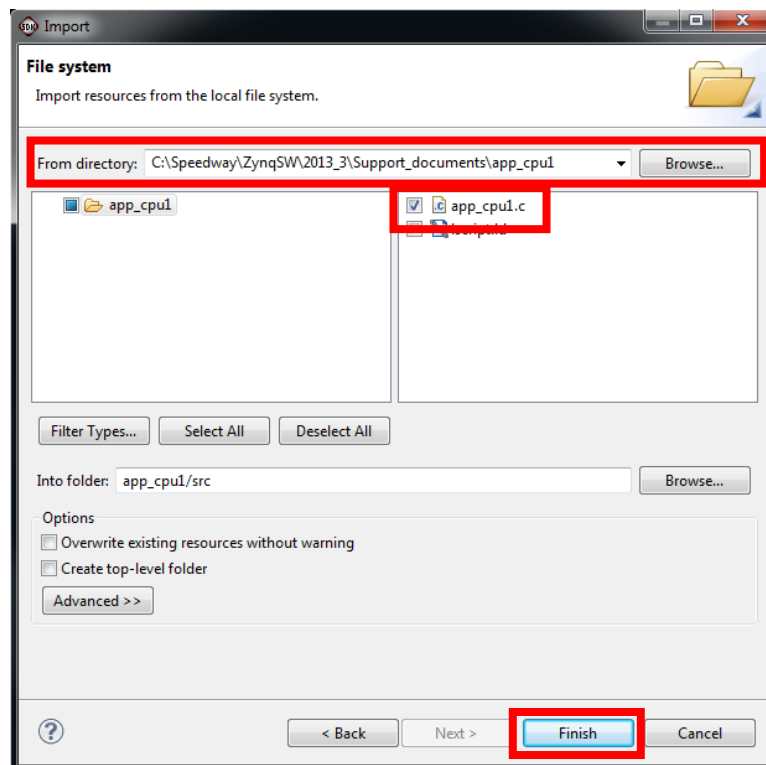 SDK Import
File system
Import resources from the local file system.
From directory: C:\Speedway\ZynqSW\2013_3\Support_documents\app_cpu1 Browse...
app_cpu1
app_cpu1.c
Filter Types... Select All Deselect All
Into folder: app_cpu1/src Browse...
Options
Overwrite existing resources without warning
Create top-level folder
Advanced >>
? < Back Next > Finish Cancel